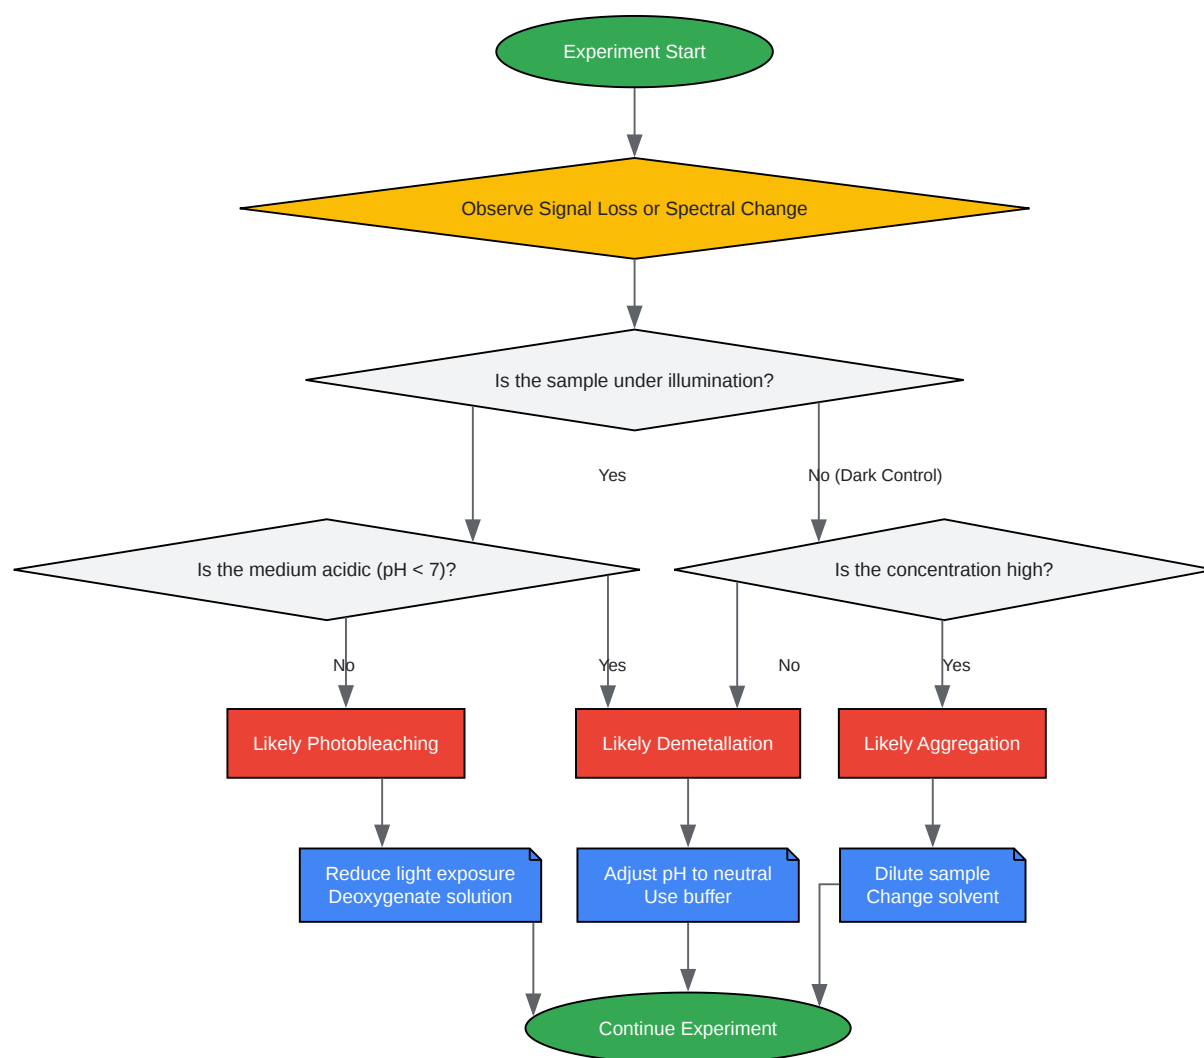 Experiment Start
Observe Signal Loss or Spectral Change
Is the sample under illumination?
Yes
No (Dark Control)
Is the medium acidic (pH < 7)?
Is the concentration high?
No
Yes
No
Yes
Likely Photobleaching
Likely Demetallation
Likely Aggregation
Reduce light exposure
Deoxygenate solution
Adjust pH to neutral
Use buffer
Dilute sample
Change solvent
Continue Experiment